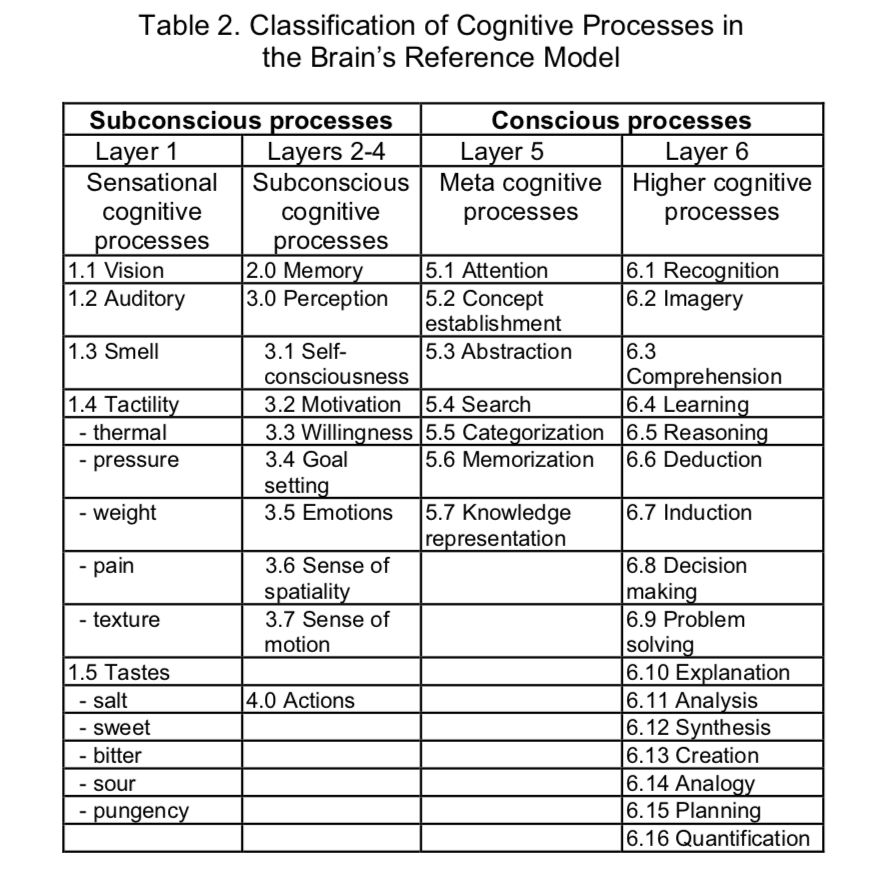 Table 2. Classification of Cognitive Processes in
the Brain's Reference Model
Subconscious processes Conscious processes
Layer 1 Layers 2-4 Layer 5 Layer 6
Sensational cognitive processes Subconscious cognitive processes Meta cognitive processes Higher cognitive processes
1.1 Vision 2.0 Memory 5.1 Attention 6.1 Recognition
1.2 Auditory 3.0 Perception 5.2 Concept establishment 6.2 Imagery
1.3 Smell 3.1 Self-consciousness 5.3 Abstraction 6.3 Comprehension
1.4 Tactility 3.2 Motivation 5.4 Search 6.4 Learning
- thermal 3.3 Willingness 5.5 Categorization 6.5 Reasoning
- pressure 3.4 Goal setting 5.6 Memorization 6.6 Deduction
- weight 3.5 Emotions 5.7 Knowledge representation 6.7 Induction
- pain 3.6 Sense of spatiality 6.8 Decision making
- texture 3.7 Sense of motion 6.9 Problem solving
1.5 Tastes 6.10 Explanation
- salt 4.0 Actions 6.11 Analysis
- sweet 6.12 Synthesis
- bitter 6.13 Creation
- sour 6.14 Analogy
- pungency 6.15 Planning
6.16 Quantification